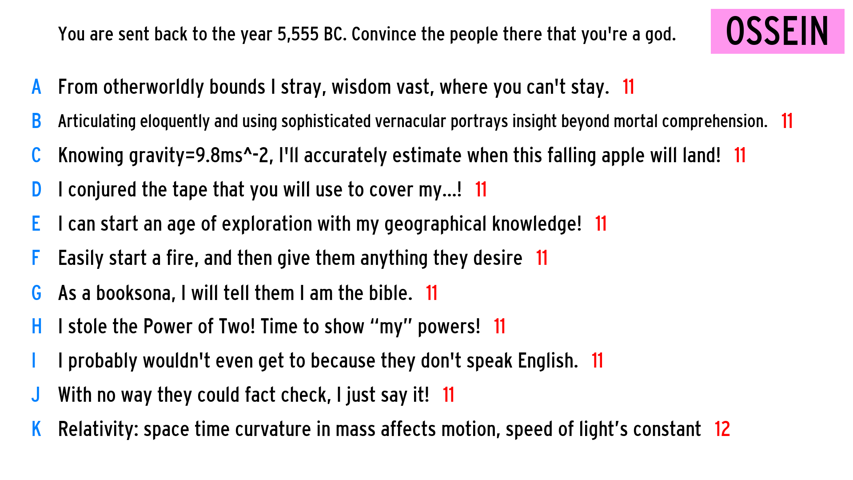 You are sent back to the year 5,555 BC. Convince the people there that you're a god.
OSSEIN
A From otherworldly bounds I stray, wisdom vast, where you can't stay. 11
B Articulating eloquently and using sophisticated vernacular portrays insight beyond mortal comprehension. 11
C Knowing gravity=9.8ms^-2, I'll accurately estimate when this falling apple will land! 11
D I conjured the tape that you will use to cover my...! 11
E I can start an age of exploration with my geographical knowledge! 11
F Easily start a fire, and then give them anything they desire 11
G As a booksona, I will tell them I am the bible. 11
H I stole the Power of Two! Time to show “my” powers! 11
I I probably wouldn't even get to because they don't speak English. 11
J With no way they could fact check, I just say it! 11
K Relativity: space time curvature in mass affects motion, speed of light’s constant 12